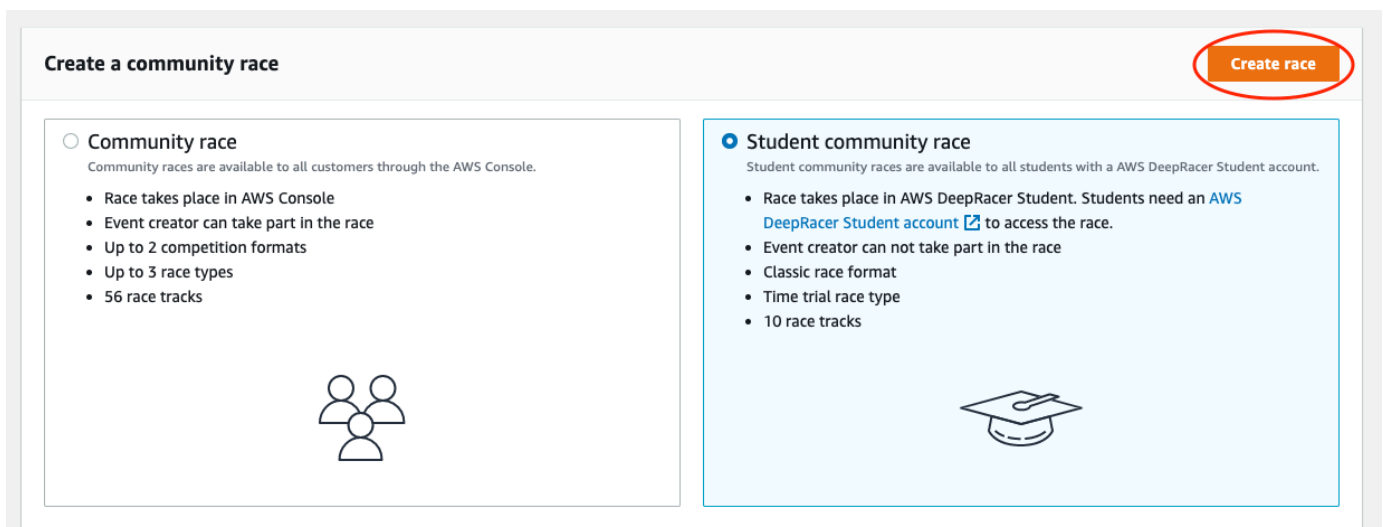 Create a community race
Create race
Community race
Community races are available to all customers through the AWS Console.
• Race takes place in AWS Console
• Event creator can take part in the race
• Up to 2 competition formats
• Up to 3 race types
• 56 race tracks
Student community race
Student community races are available to all students with a AWS DeepRacer Student account.
• Race takes place in AWS DeepRacer Student. Students need an AWS
DeepRacer Student account to access the race.
• Event creator can not take part in the race
• Classic race format
• Time trial race type
• 10 race tracks